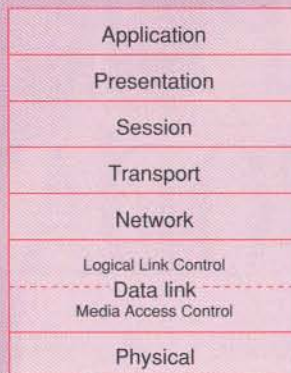 Application
Presentation
Session
Transport
Network
Logical Link Control
Data link
Media Access Control
Physical